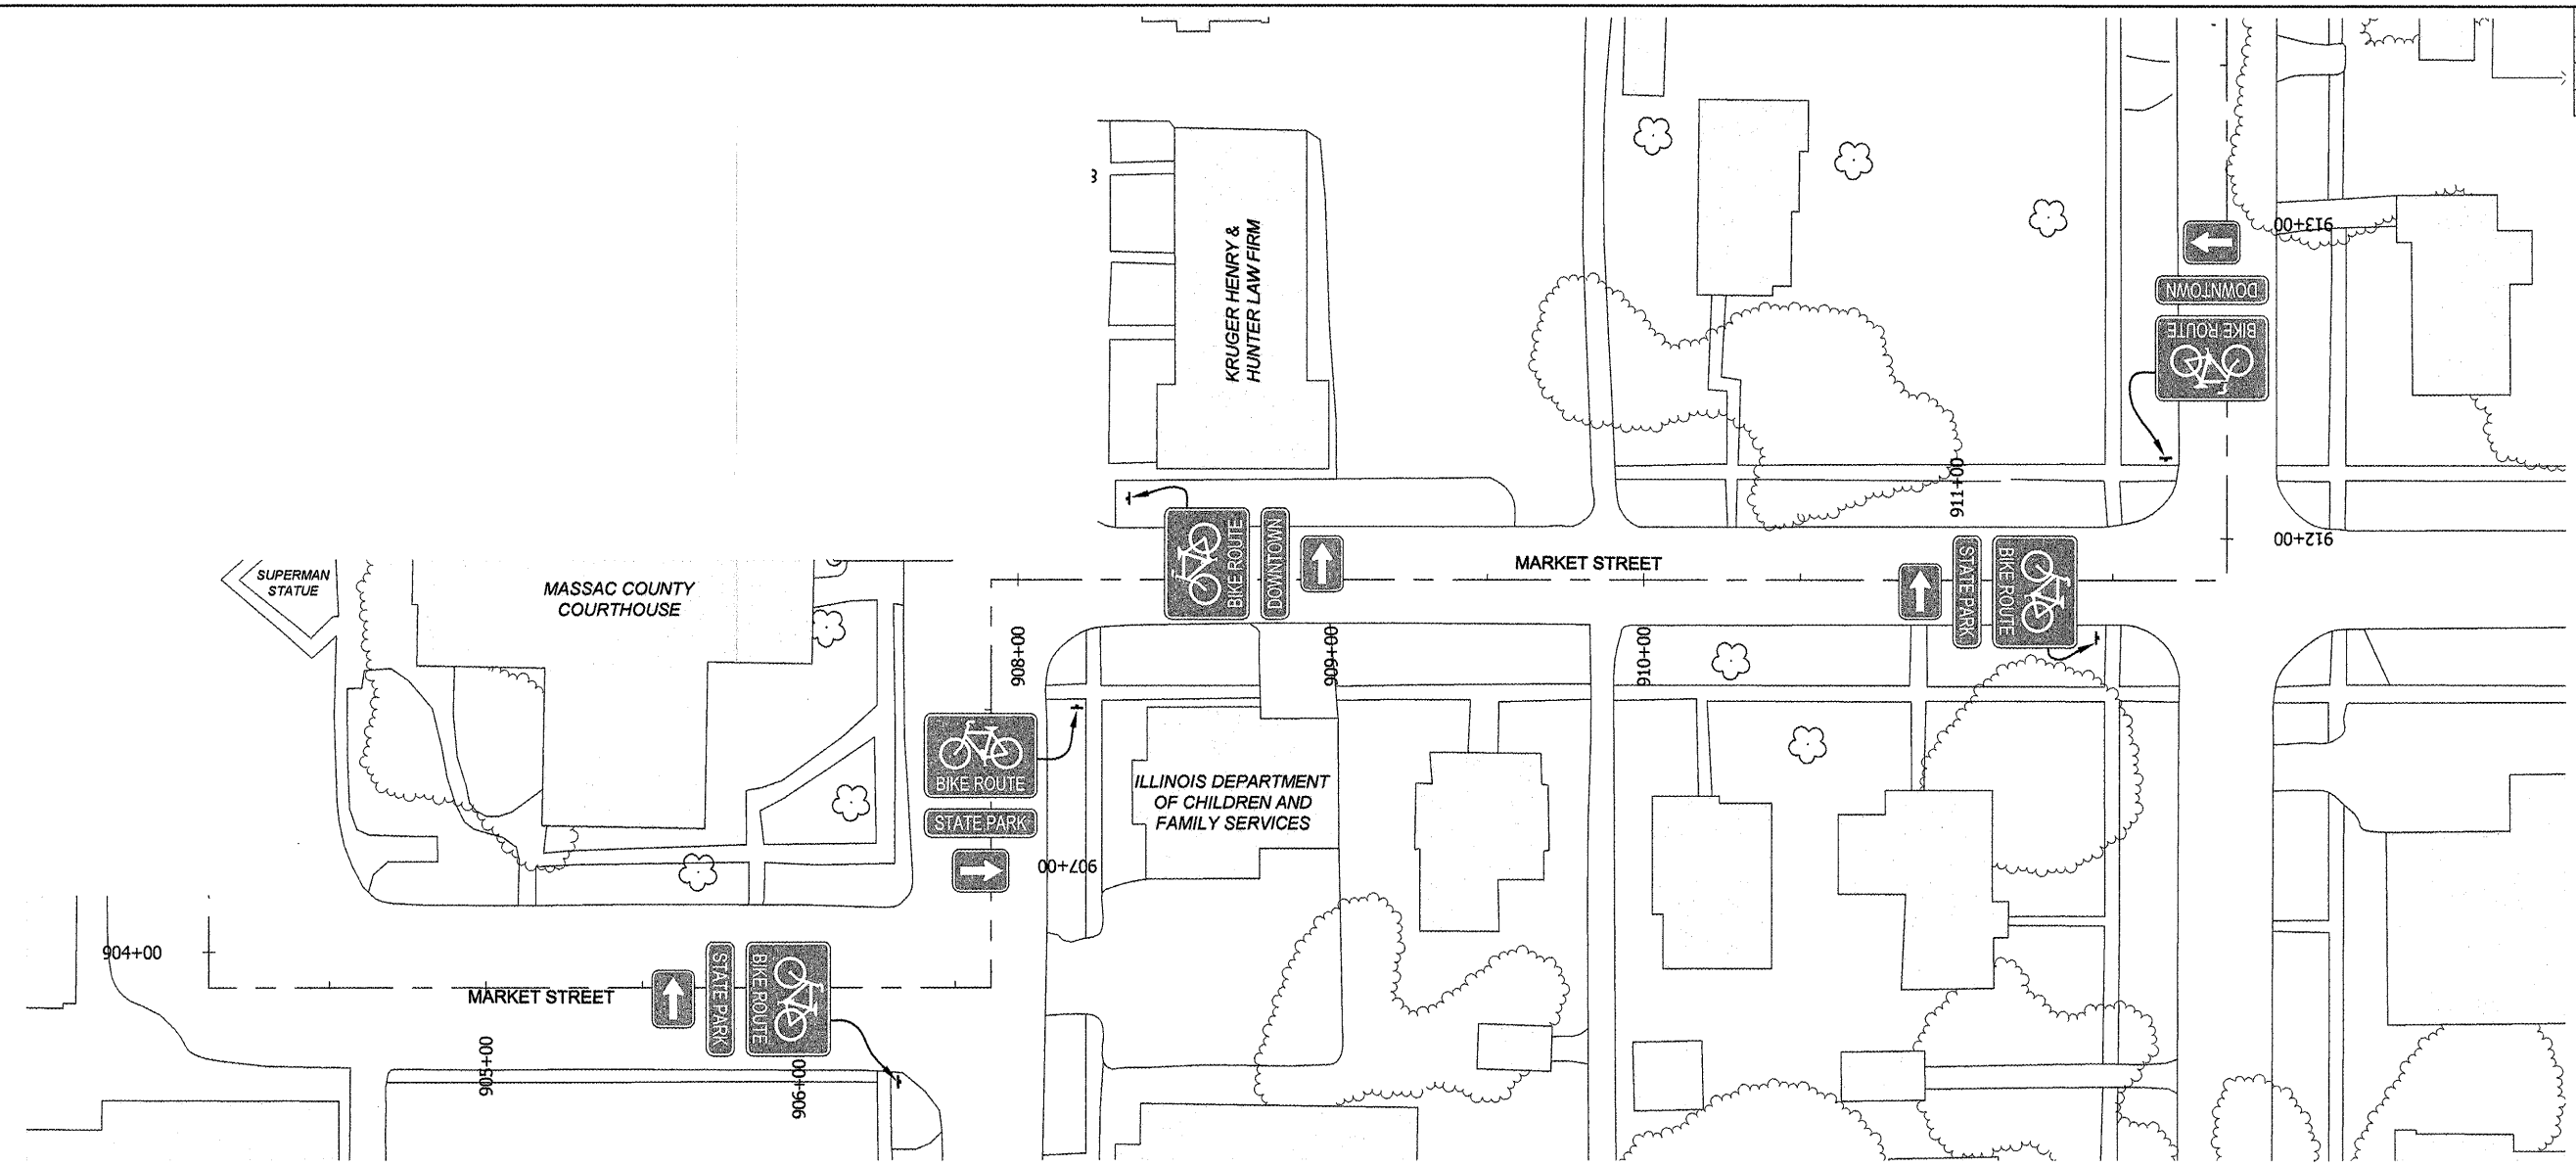 KRUGER HENRY &
HUNTER LAW FIRM
913+00
DOWNTOWN
BIKE ROUTE
911+00
912+00
BIKE ROUTE
DOWNTOWN
MARKET STREET
STATE PARK
BIKE ROUTE
SUPERMAN
STATUE
MASSAC COUNTY
COURTHOUSE
908+00
909+00
910+00
BIKE ROUTE
STATE PARK
ILLINOIS DEPARTMENT
OF CHILDREN AND
FAMILY SERVICES
907+00
904+00
MARKET STREET
STATE PARK
BIKE ROUTE
905+00
906+00